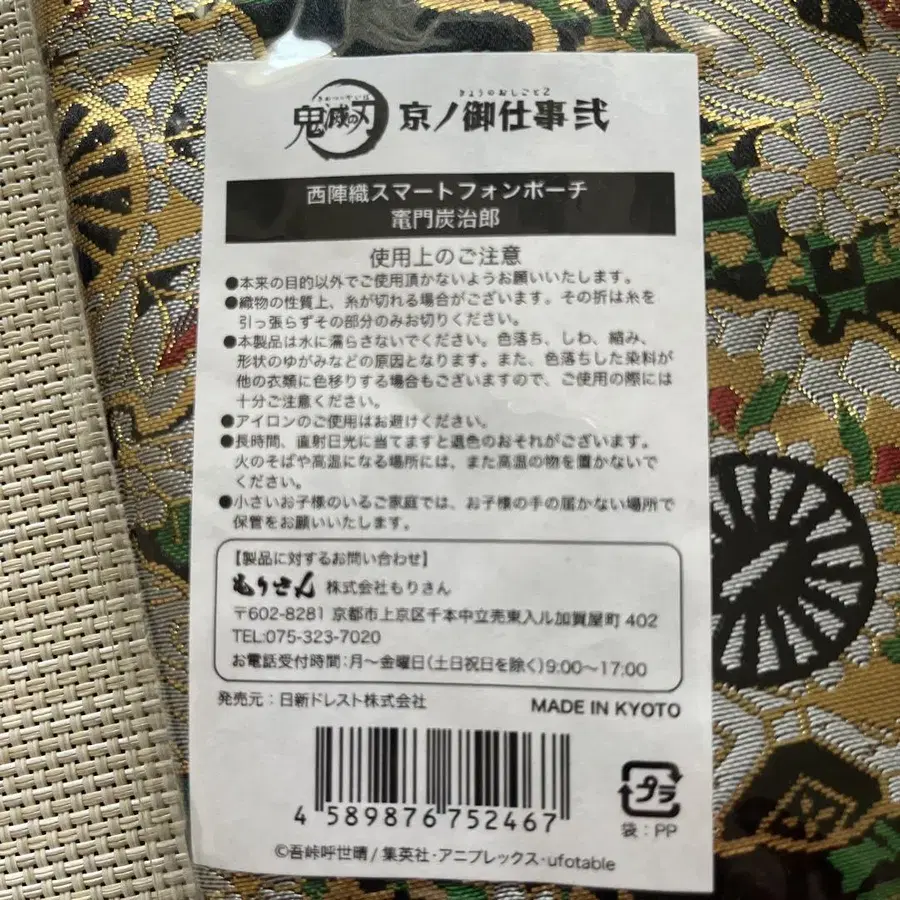 きめつのやいば
鬼滅の刃
きょうのおしごと2
京ノ御仕事弐
西陣織スマートフォンポーチ
竈門炭治郎
使用上のご注意
●本来の目的以外でご使用頂かないようお願いいたします。
●織物の性質上、糸が切れる場合がございます。その折は糸を
引っ張らずその部分のみお切りください。
●本製品は水に濡らさないでください。色落ち、しわ、縮み、
形状のゆがみなどの原因となります。また、色落ちした染料が
他の衣類に色移りする場合もございますので、ご使用の際には
十分ご注意ください。
●アイロンのご使用はお避けください。
●長時間、直射日光に当てますと退色のおそれがございます。
火のそばや高温になる場所には、また高温の物を置かないで
ください。
●小さいお子様のいるご家庭では、お子様の手の届かない場所で
保管をお願いいたします。
【製品に対するお問い合わせ】
もりさん 株式会社もりさん
〒602-8281 京都市上京区千本中立売東入ル加賀屋町 402
TEL:075-323-7020
お電話受付時間:月〜金曜日(土日祝日を除く)9:00〜17:00
発売元:日新ドレスト株式会社
MADE IN KYOTO
4 589876 752467
プラ
袋:PP
©吾峠呼世晴/集英社・アニプレックス・ufotable